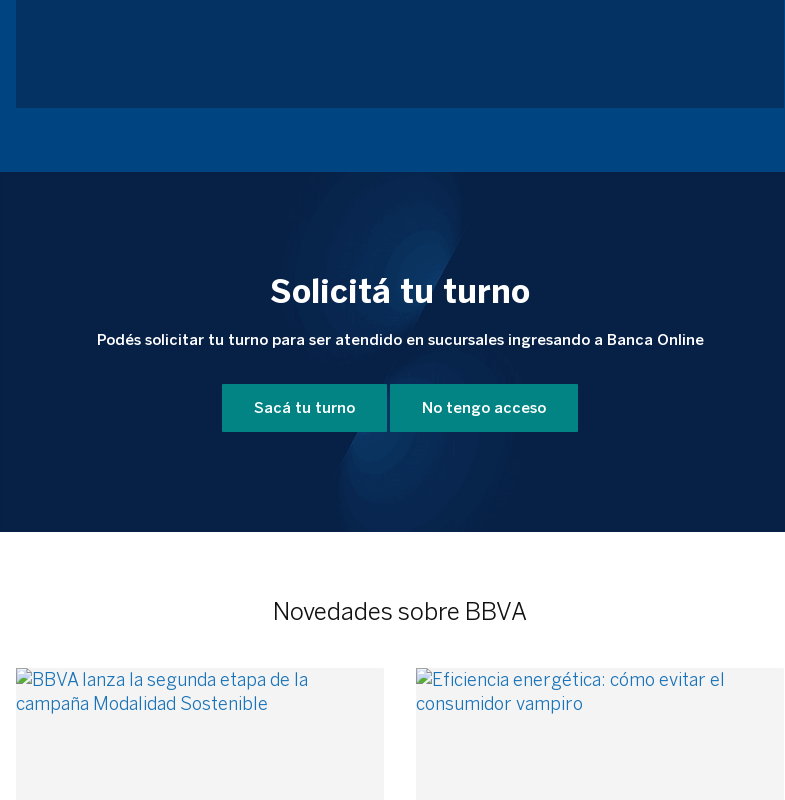 Solicitá tu turno
Podés solicitar tu turno para ser atendido en sucursales ingresando a Banca Online
Sacá tu turno
No tengo acceso
Novedades sobre BBVA
BBVA lanza la segunda etapa de la
campaña Modalidad Sostenible
Eficiencia energética: cómo evitar el
consumidor vampiro